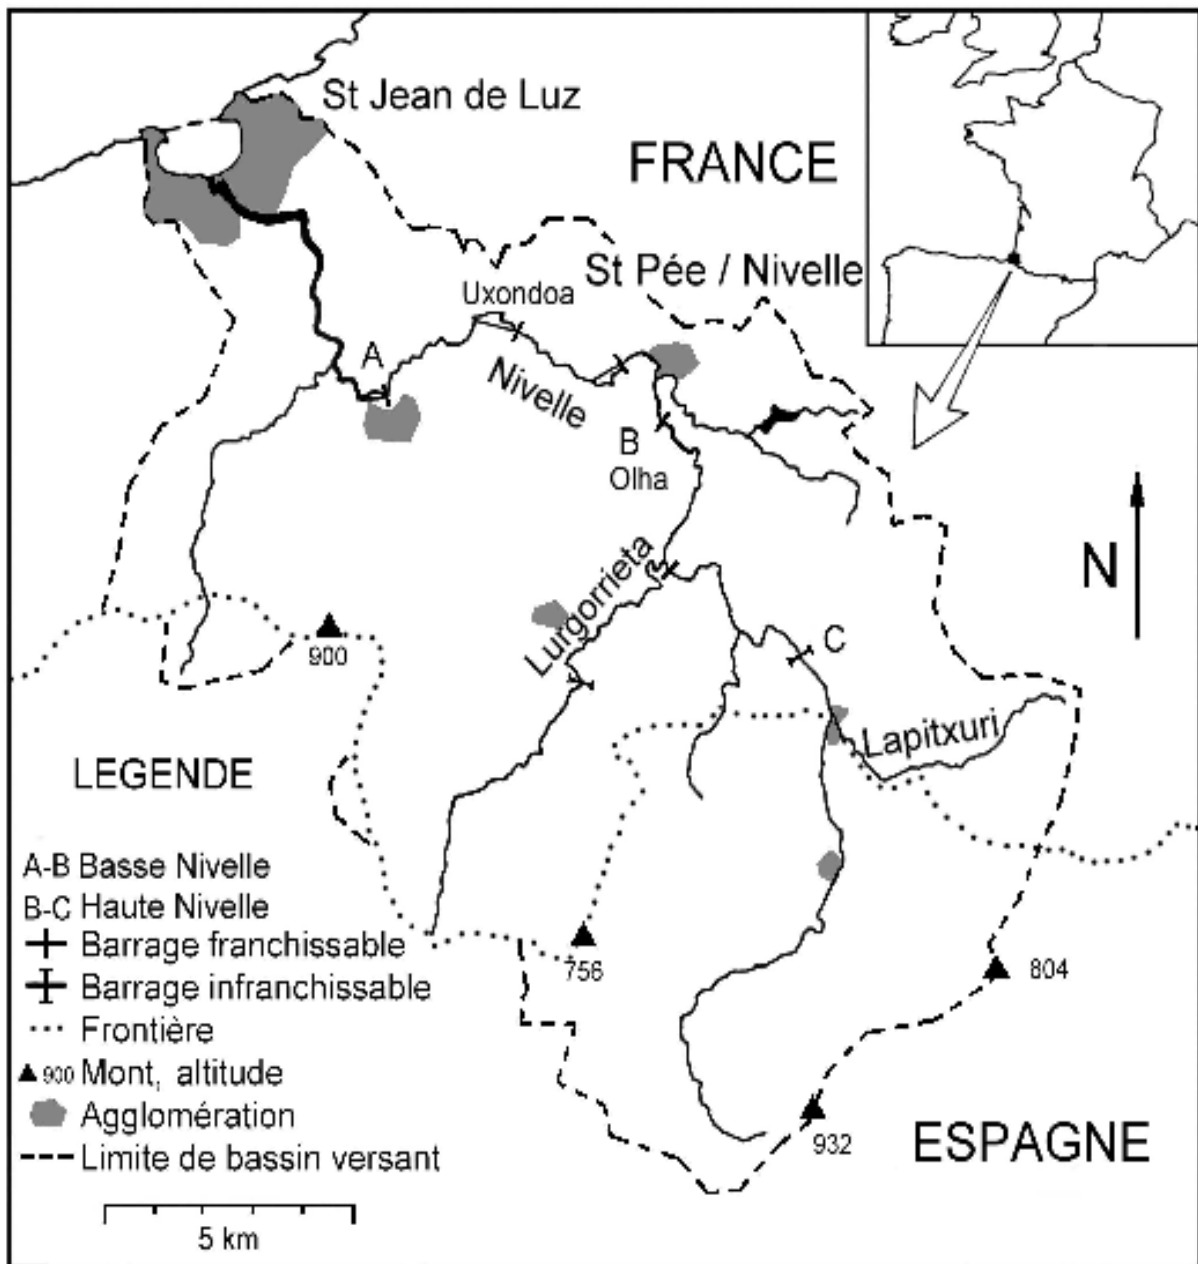 St Jean de Luz
FRANCE
St Pée / Nivelle
Uxondoa
A
Nivelle
B
Olha
N
Lurgorrieta
C
900
Lapitxuri
LEGENDE
A-B Basse Nivelle
B-C Haute Nivelle
Barrage franchissable
Barrage infranchissable
Frontière
900 Mont, altitude
Agglomération
Limite de bassin versant
5 km
756
804
932
ESPAGNE